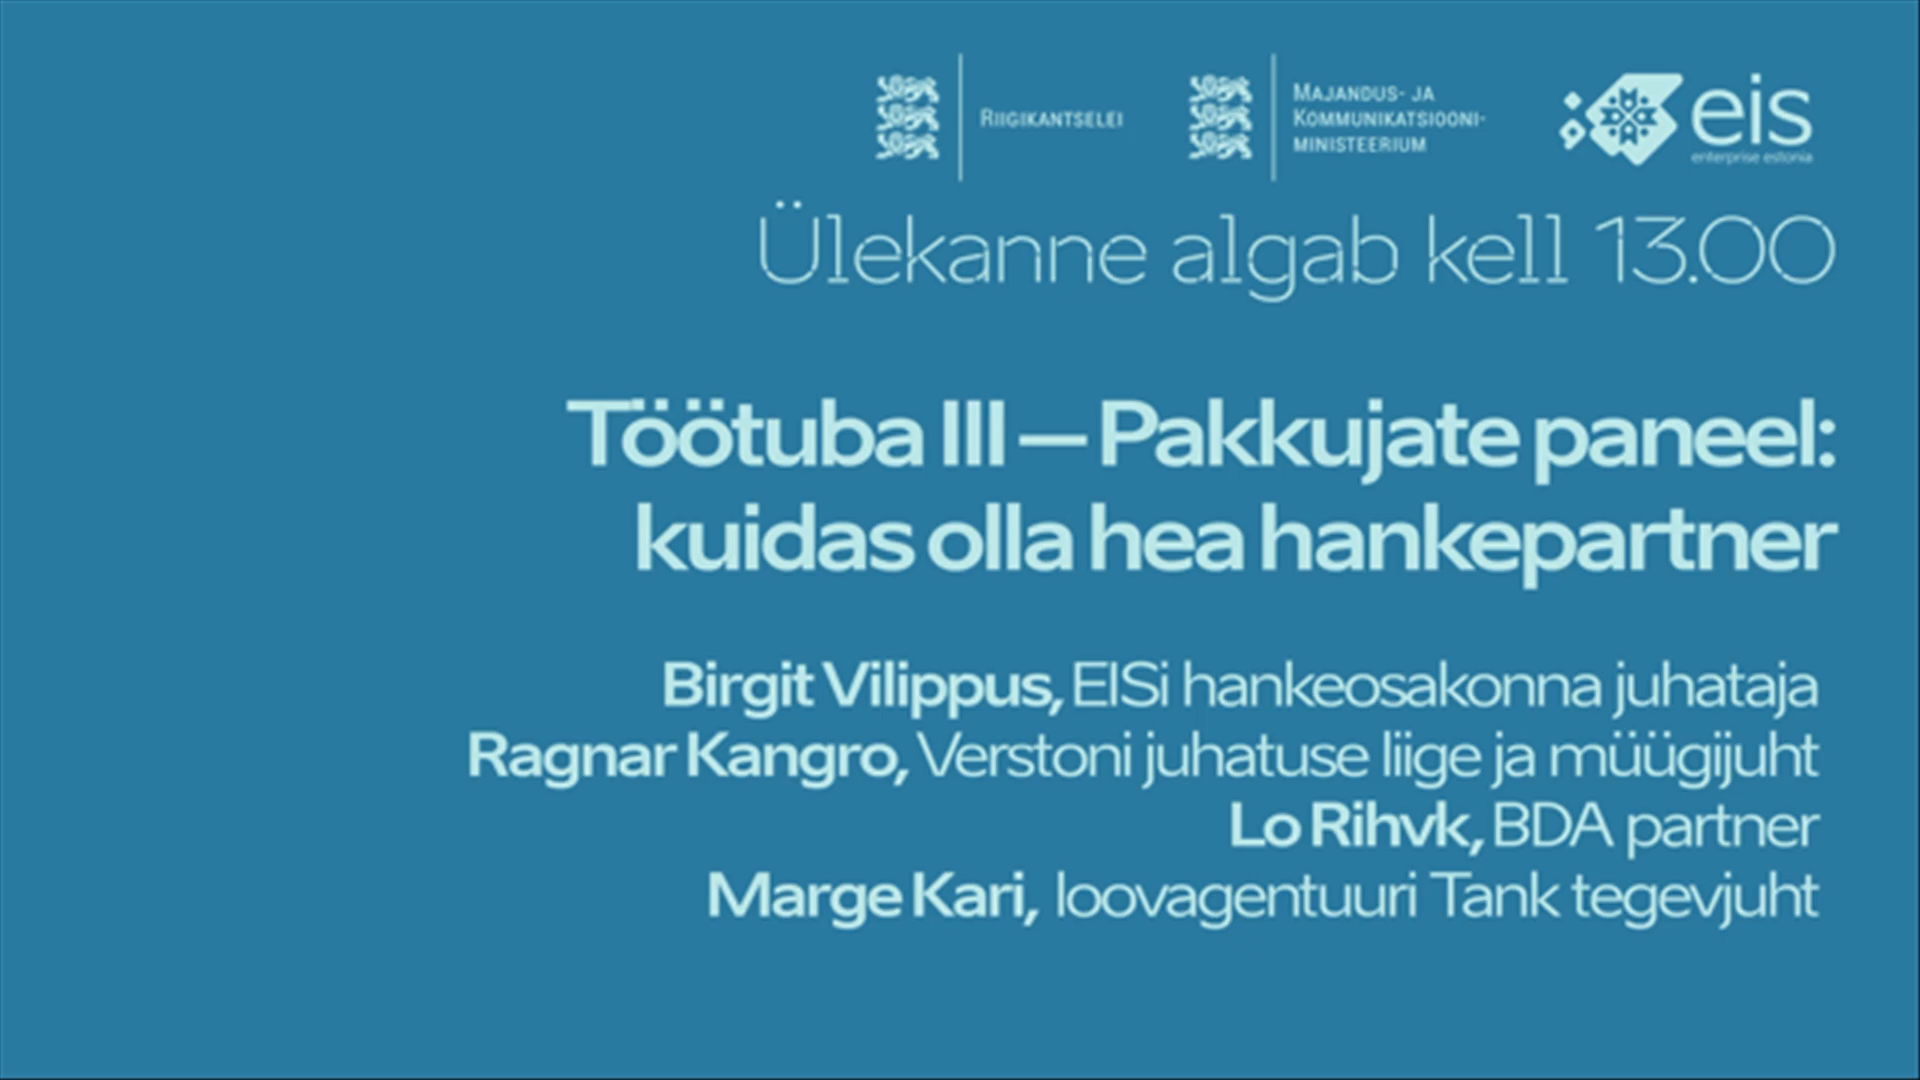 RIIGIKANTSELEI
MAJANDUS- JA
KOMMUNIKATSIOONI-
MINISTEERIUM
eis
enterprise estonia
Ülekanne algab kell 13.00
Töötuba III – Pakkujate paneel:
kuidas olla hea hankepartner
Birgit Vilippus, EISi hankeosakonna juhataja
Ragnar Kangro, Verstoni juhatuse liige ja müügijuht
Lo Rihvk, BDA partner
Marge Kari, loovagentuuri Tank tegevjuht